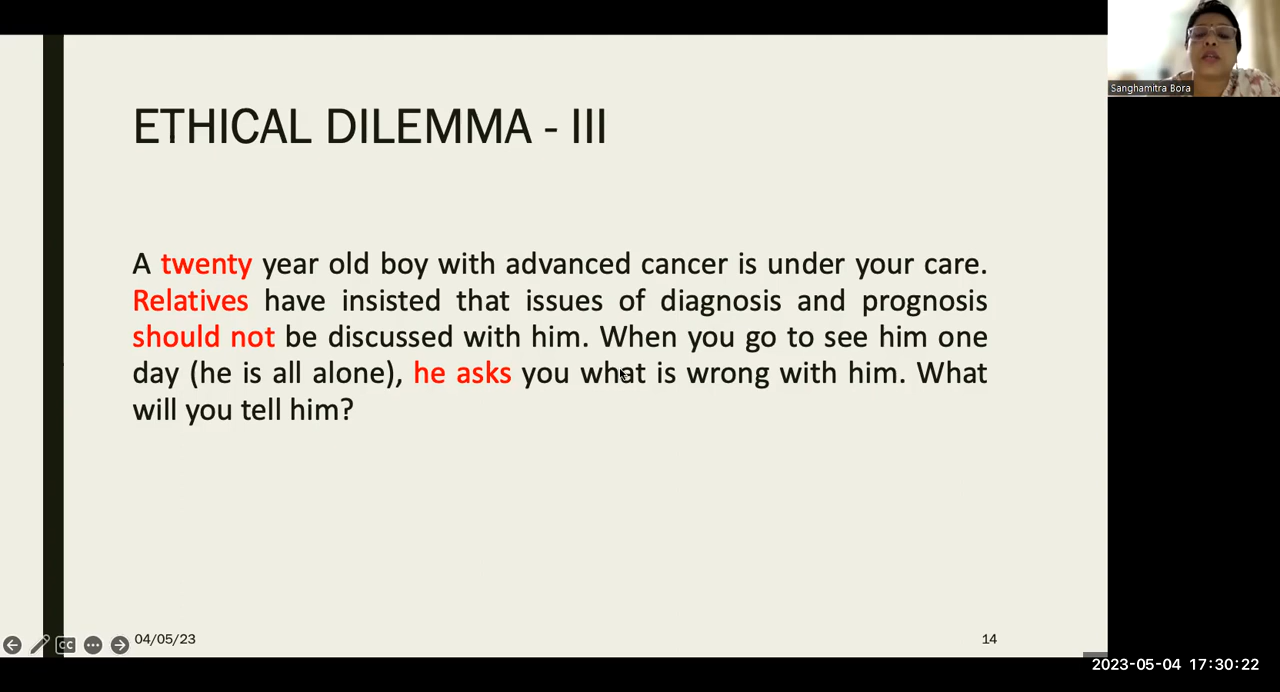 Sanghamitra Bora
ETHICAL DILEMMA - III
A twenty year old boy with advanced cancer is under your care.
Relatives have insisted that issues of diagnosis and prognosis
should not be discussed with him. When you go to see him one
day (he is all alone), he asks you what is wrong with him. What
will you tell him?
CC
04/05/23
14
2023-05-04 17:30:22